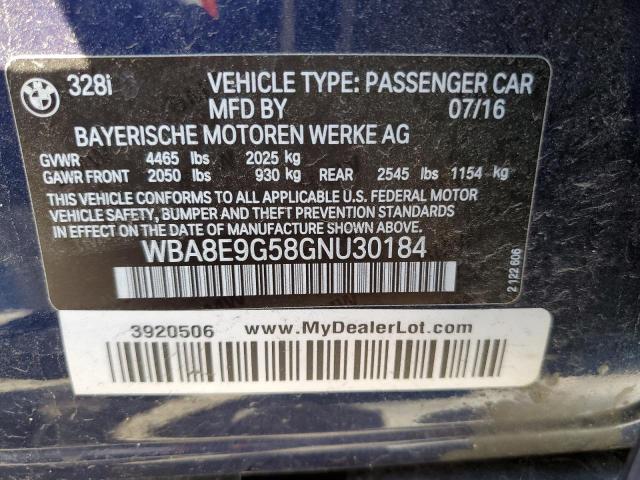 BMW 328i VEHICLE TYPE: PASSENGER CAR
MFD BY 07/16
BAYERISCHE MOTOREN WERKE AG
GVWR 4465 lbs 2025 kg
GAWR FRONT 2050 lbs 930 kg REAR 2545 lbs 1154 kg
THIS VEHICLE CONFORMS TO ALL APPLICABLE U.S. FEDERAL MOTOR
VEHICLE SAFETY, BUMPER AND THEFT PREVENTION STANDARDS
IN EFFECT ON THE DATE OF MANUFACTURE SHOWN ABOVE.
WBA8E9G58GNU30184
2 122 606
3920506 www.MyDealerLot.com